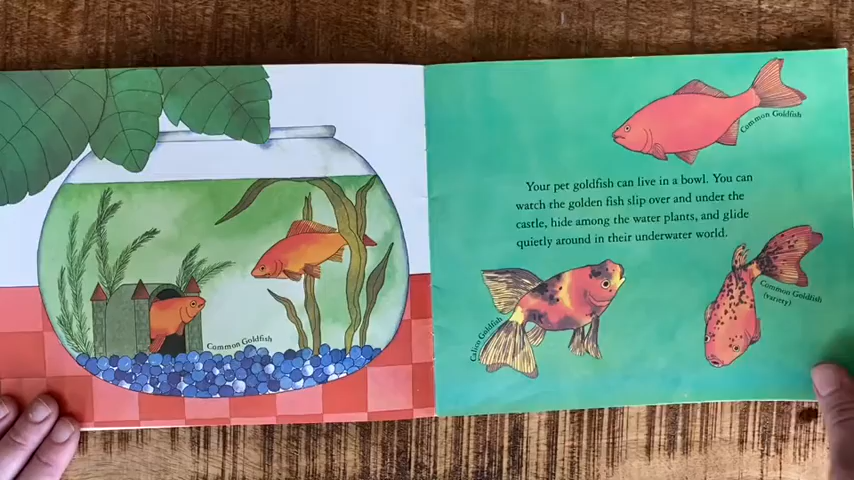 Common Goldfish
Common Goldfish
Your pet goldfish can live in a bowl. You can
watch the golden fish slip over and under the
castle, hide among the water plants, and glide
quietly around in their underwater world.
Calico Goldfish
Common Goldfish
(variety)